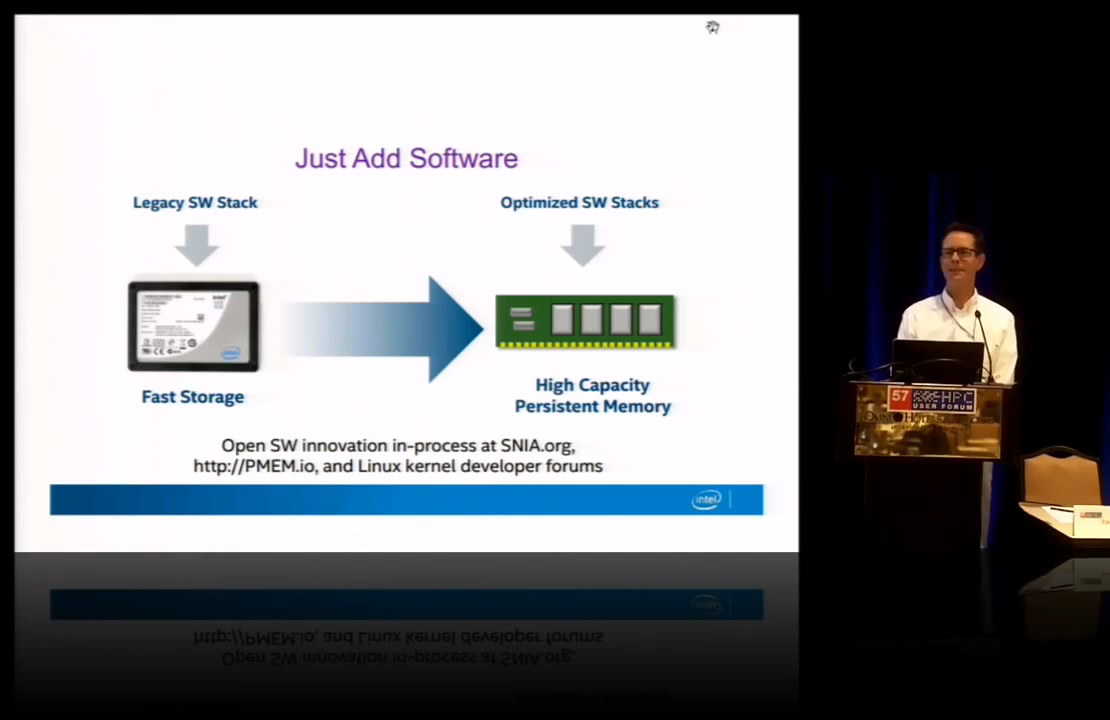 Just Add Software
Legacy SW Stack
Optimized SW Stacks
Fast Storage
High Capacity
Persistent Memory
Open SW innovation in-process at SNIA.org,
http://PMEM.io, and Linux kernel developer forums
intel
57
HPC
USER FORUM